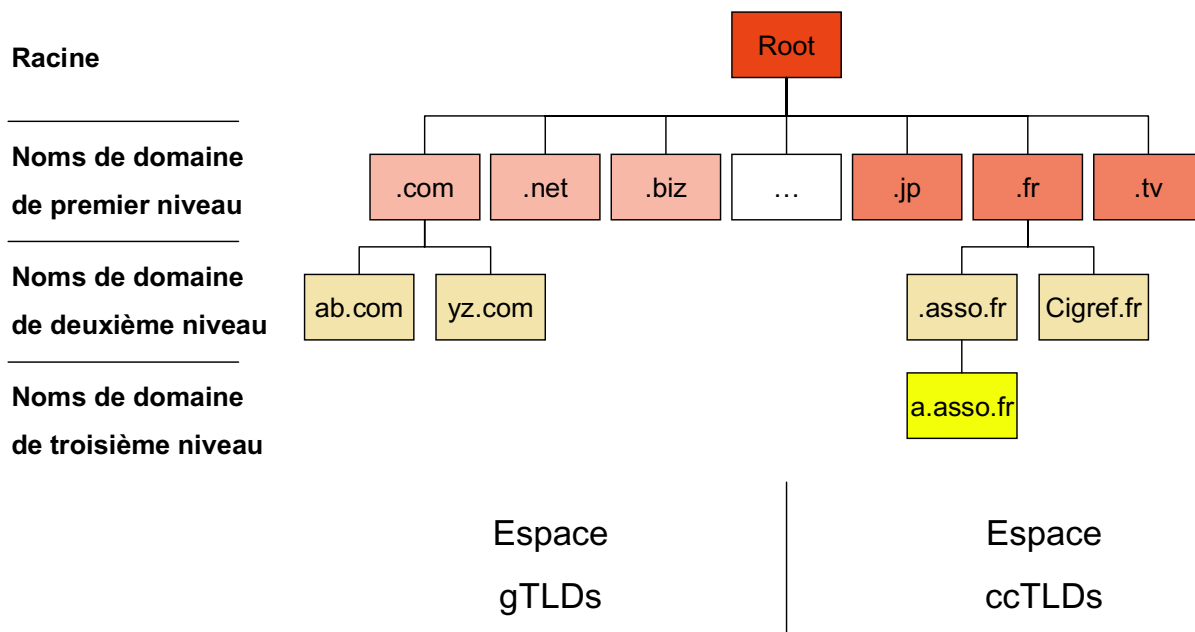 Racine
Root
Noms de domaine
de premier niveau
.com
.net
.biz
...
.jp
.fr
.tv
Noms de domaine
de deuxième niveau
ab.com
yz.com
.asso.fr
Cigref.fr
Noms de domaine
de troisième niveau
a.asso.fr
Espace
gTLDs
Espace
ccTLDs